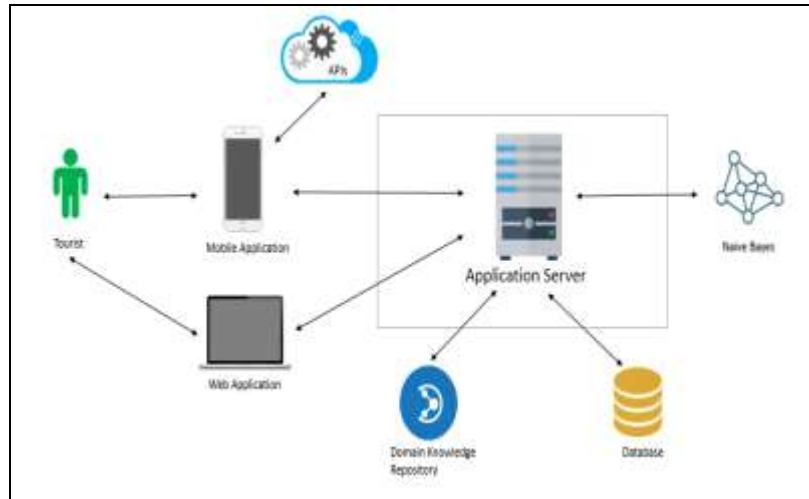 APIs
Tourist
Mobile Application
Application Server
Naive Bayes
Web Application
Domain Knowledge
Repository
Database